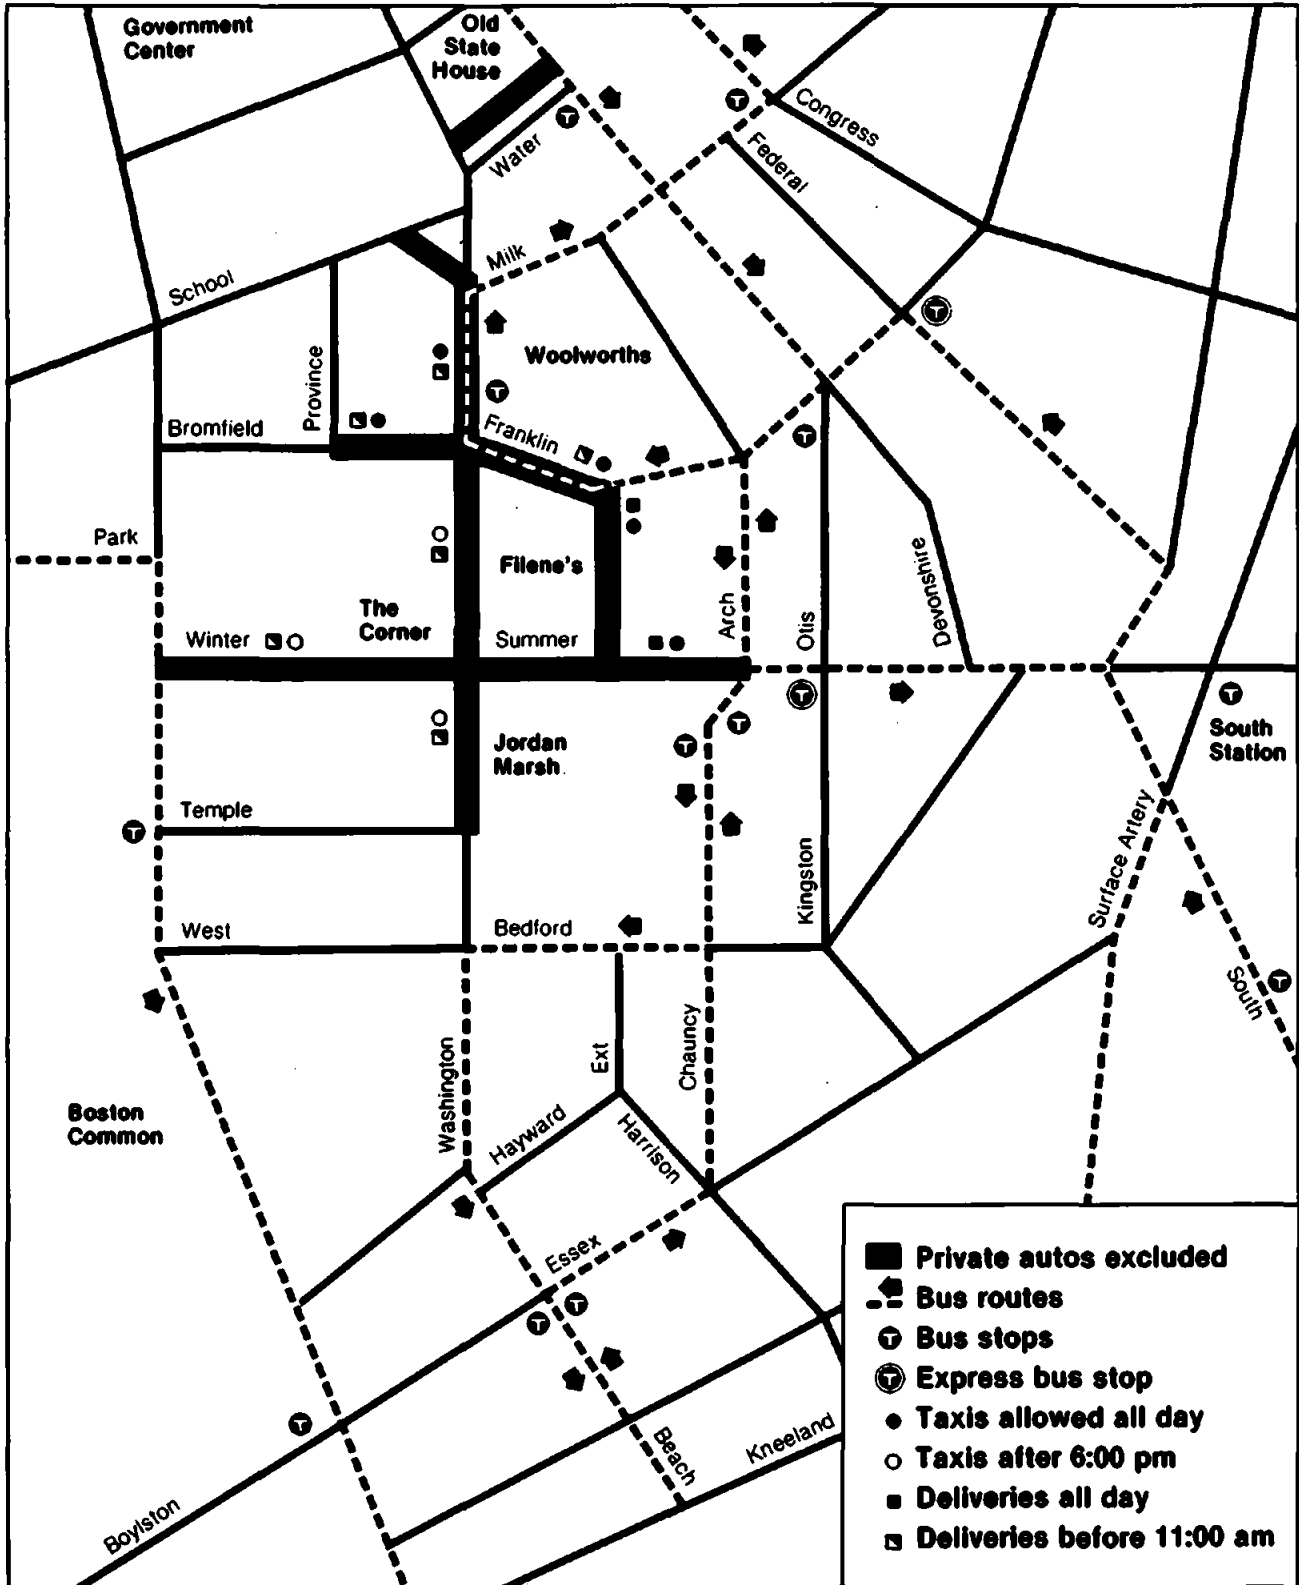 Government
Center
Old
State
House
Congress
Water
Federal
Milk
School
Woolworths
Province
Franklin
Bromfield
Park
Filene's
Devonshire
The
Corner
Arch
Otis
Winter
Summer
Jordan
Marsh
South
Station
Temple
Surface Artery
Kingston
West
Bedford
South
Ext
Chauncy
Washington
Boston
Common
Hayward
Harrison
Essex
Beach
Kneeland
Boylston
Private autos excluded
Bus routes
T Bus stops
T Express bus stop
Taxis allowed all day
Taxis after 6:00 pm
Deliveries all day
Deliveries before 11:00 am